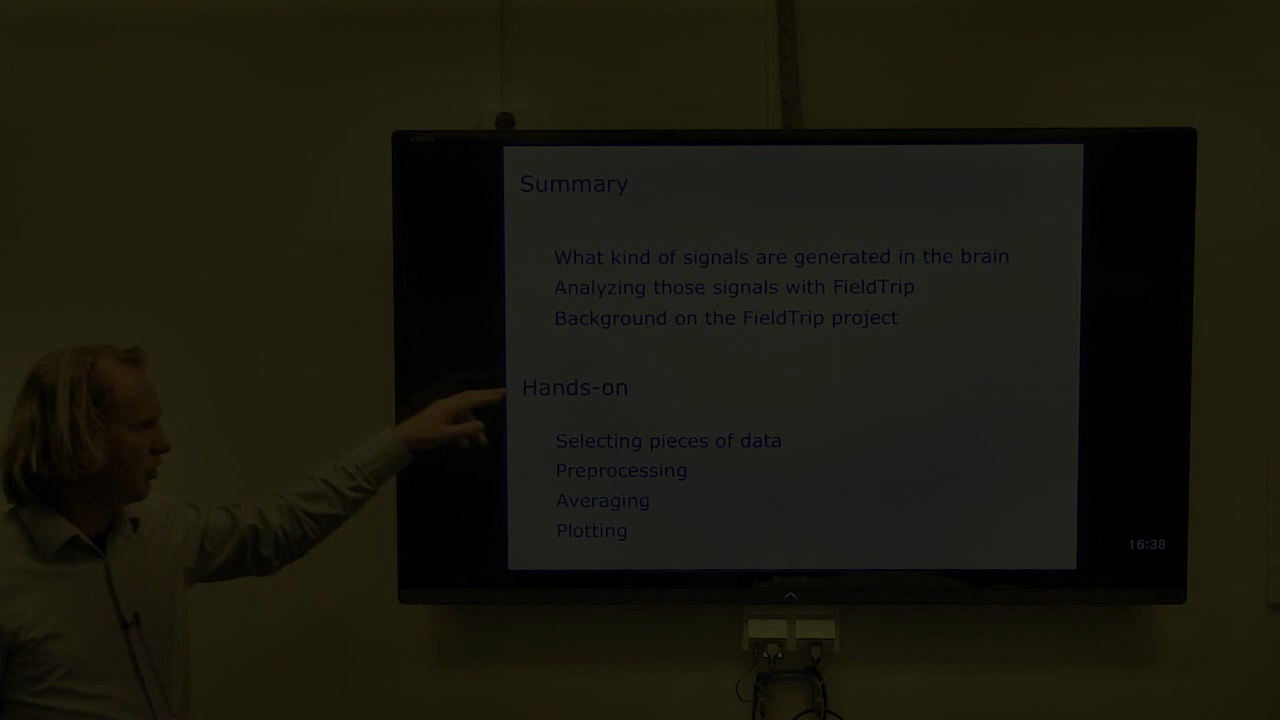 Summary
What kind of signals are generated in the brain
Analyzing those signals with FieldTrip
Background on the FieldTrip project
Hands-on
Selecting pieces of data
Preprocessing
Averaging
Plotting
16:38
SHARP